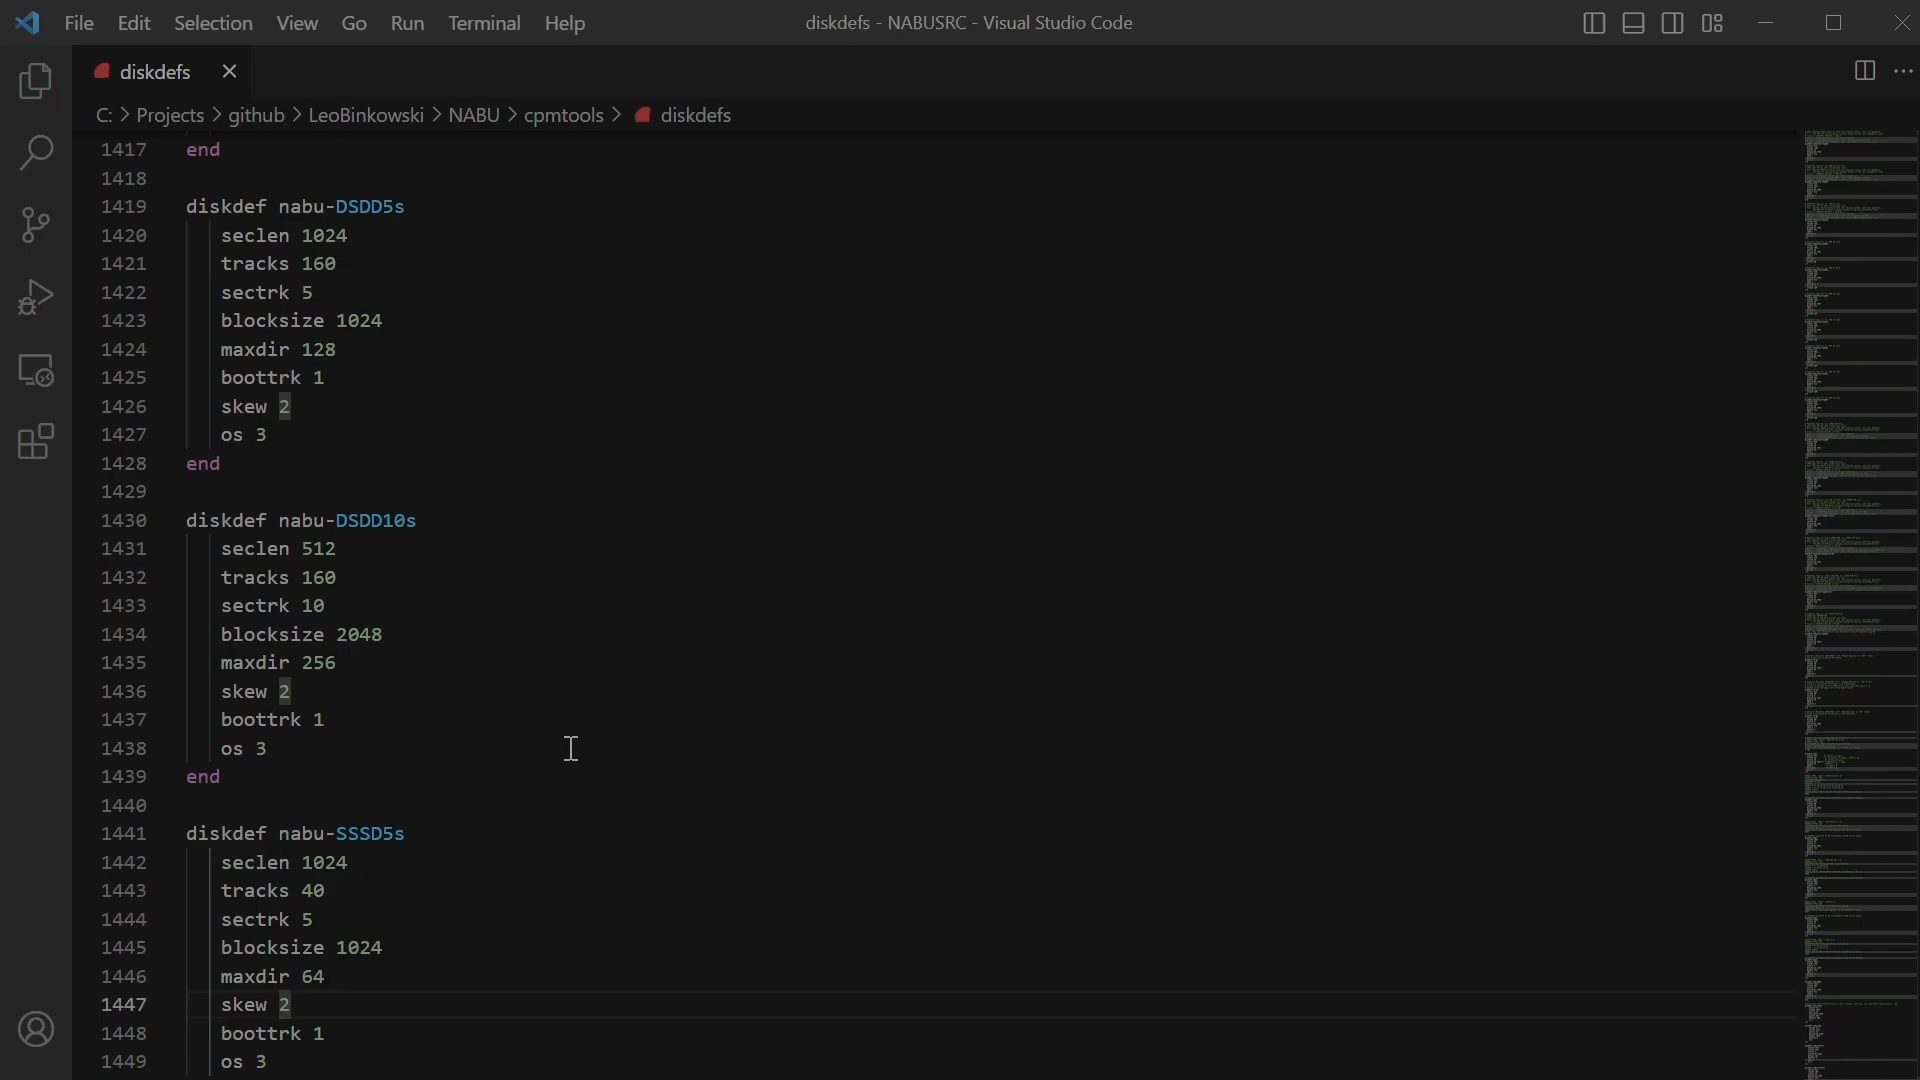 File Edit Selection View Go Run Terminal Help
diskdefs - NABUSRC - Visual Studio Code
diskdefs
C: > Projects > github > LeoBinkowski > NABU > cpmtools > diskdefs
1417 end
1418
1419 diskdef nabu-DSDD5s
1420 seclen 1024
1421 tracks 160
1422 sectrk 5
1423 blocksize 1024
1424 maxdir 128
1425 boottrk 1
1426 skew 2
1427 os 3
1428 end
1429
1430 diskdef nabu-DSDD10s
1431 seclen 512
1432 tracks 160
1433 sectrk 10
1434 blocksize 2048
1435 maxdir 256
1436 skew 2
1437 boottrk 1
1438 os 3
1439 end
1440
1441 diskdef nabu-SSSD5s
1442 seclen 1024
1443 tracks 40
1444 sectrk 5
1445 blocksize 1024
1446 maxdir 64
1447 skew 2
1448 boottrk 1
1449 os 3